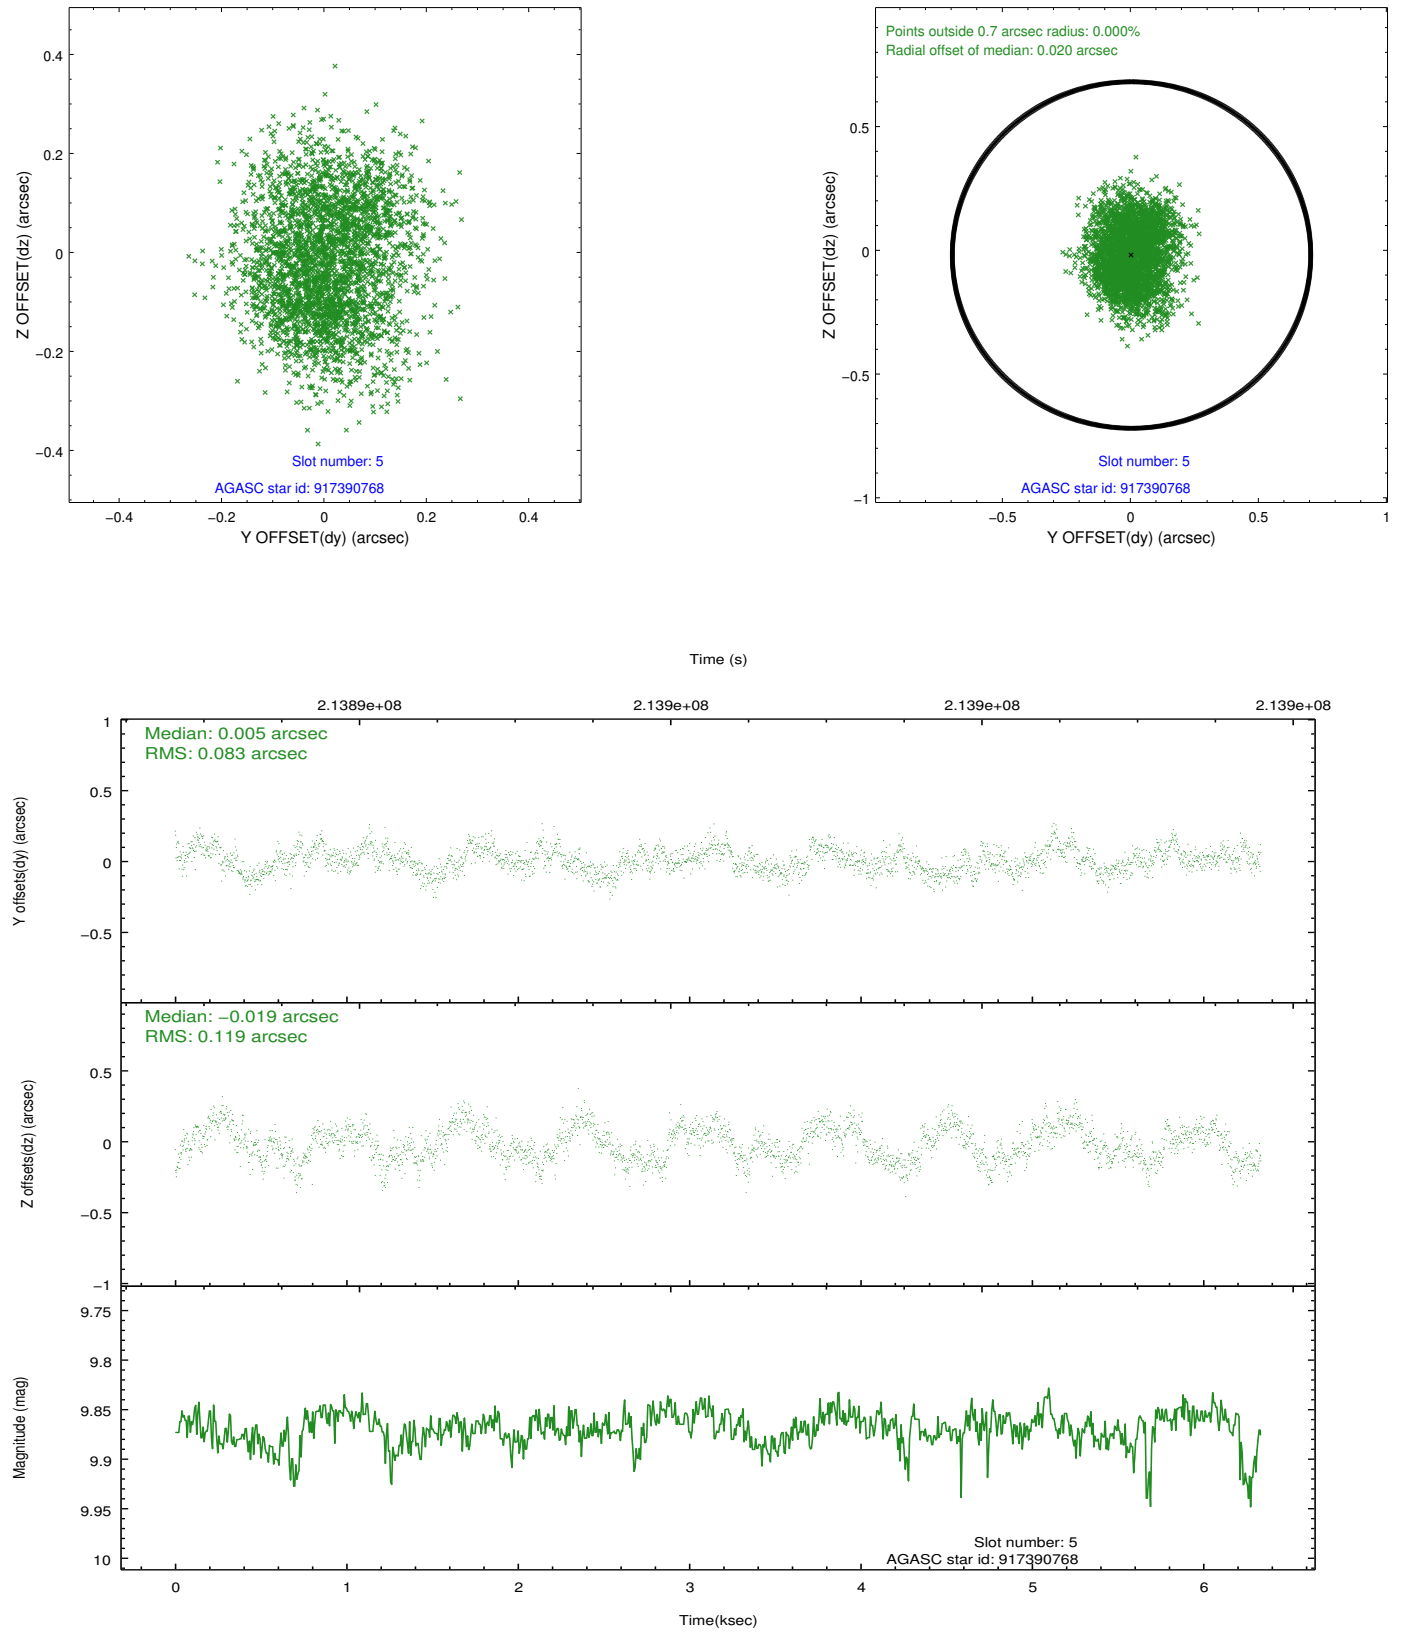 0.4
0.2
0
−0.2
−0.4
Z OFFSET(dz) (arcsec)
Slot number: 5
AGASC star id: 917390768
−0.4
−0.2
0
0.2
0.4
Y OFFSET(dy) (arcsec)
Points outside 0.7 arcsec radius: 0.000%
Radial offset of median: 0.020 arcsec
0.5
0
−0.5
−1
Z OFFSET(dz) (arcsec)
Slot number: 5
AGASC star id: 917390768
−0.5
0
0.5
1
Y OFFSET(dy) (arcsec)
Time (s)
2.1389e+08
2.139e+08
2.139e+08
2.139e+08
Median: 0.005 arcsec
RMS: 0.083 arcsec
1
0.5
0
−0.5
Y offsets(dy) (arcsec)
Median: −0.019 arcsec
RMS: 0.119 arcsec
0.5
0
−0.5
−1
Z offsets(dz) (arcsec)
9.75
9.8
9.85
9.9
9.95
10
Magnitude (mag)
Slot number: 5
AGASC star id: 917390768
0
1
2
3
4
5
6
Time(ksec)